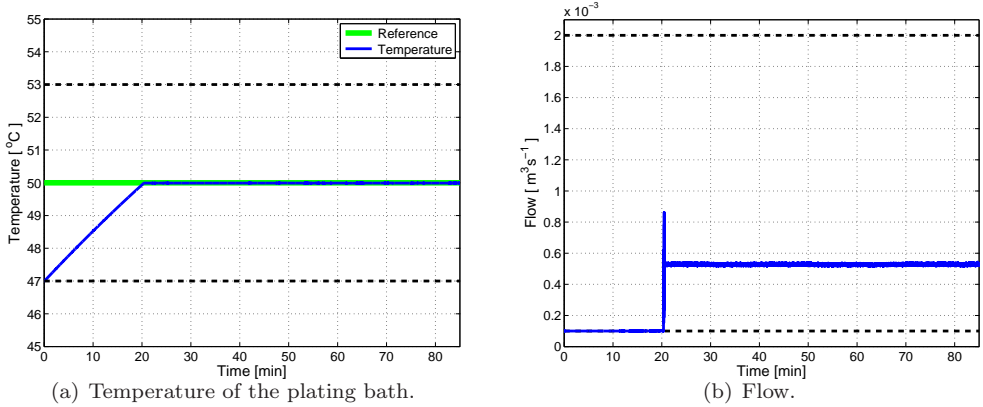 55
54
53
52
51
50
49
48
47
46
45
Temperature [ °C]
0 10 20 30 40 50 60 70 80
Time [min]
Reference
Temperature
(a) Temperature of the plating bath.
x 10⁻³
2
1.8
1.6
1.4
1.2
1
0.8
0.6
0.4
0.2
0
Flow [ m³s⁻¹]
0 10 20 30 40 50 60 70 80
Time [min]
(b) Flow.